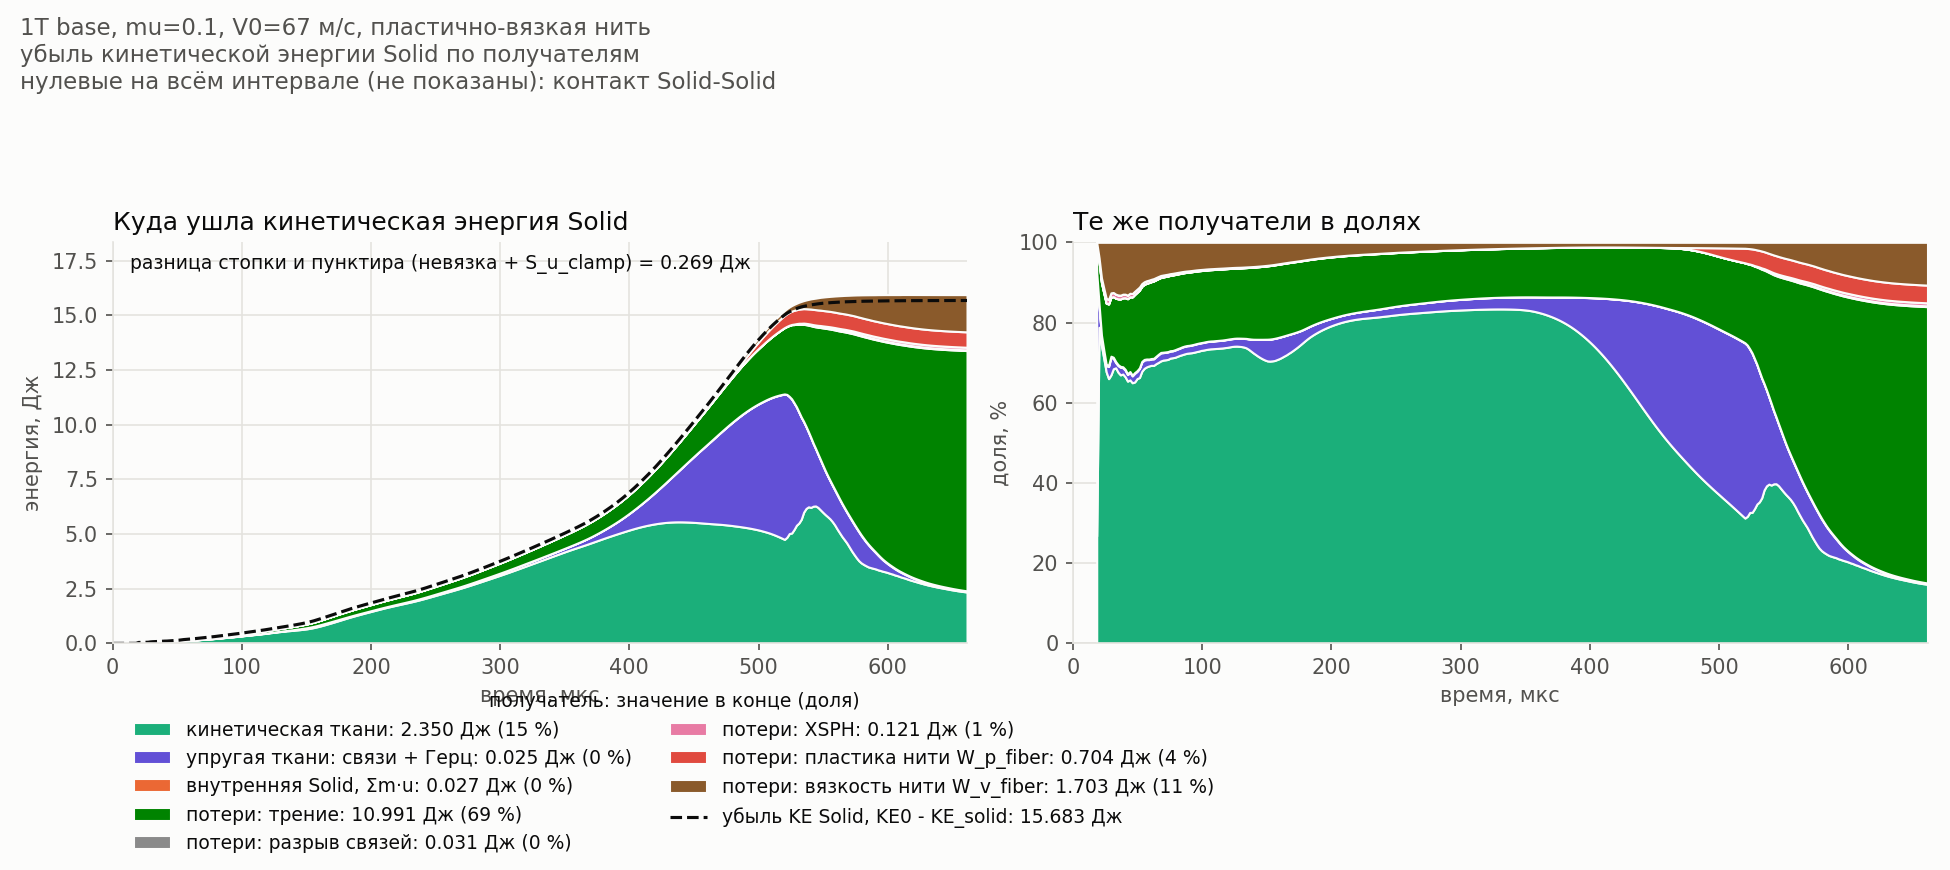 1T base, mu=0.1, V0=67 м/с, пластично-вязкая нить
убыль кинетической энергии Solid по получателям
нулевые на всём интервале (не показаны): контакт Solid-Solid
Куда ушла кинетическая энергия Solid
разница стопки и пунктира (невязка + S_u_clamp) = 0.269 Дж
энергия, Дж
17.5
15.0
12.5
10.0
7.5
5.0
2.5
0.0
0 100 200 300 400 500 600
время, мкс
Те же получатели в долях
доля, %
100
80
60
40
20
0
0 100 200 300 400 500 600
время, мкс
получатель: значение в конце (доля)
кинетическая ткани: 2.350 Дж (15 %)
упругая ткани: связи + Герц: 0.025 Дж (0 %)
внутренняя Solid, Σm·u: 0.027 Дж (0 %)
потери: трение: 10.991 Дж (69 %)
потери: разрыв связей: 0.031 Дж (0 %)
потери: XSPH: 0.121 Дж (1 %)
потери: пластика нити W_p_fiber: 0.704 Дж (4 %)
потери: вязкость нити W_v_fiber: 1.703 Дж (11 %)
убыль KE Solid, KE0 - KE_solid: 15.683 Дж